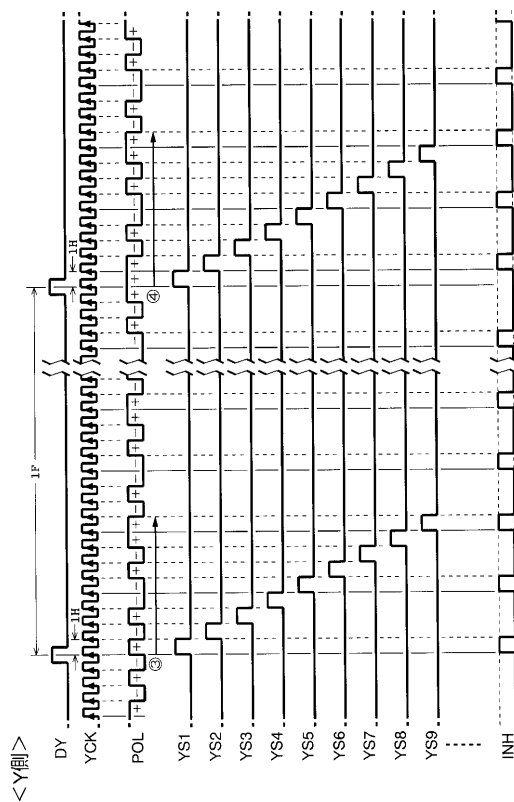 <Y側>
1F
DY
1H 1H
YCK
POL
③ ④
YS1
YS2
YS3
YS4
YS5
YS6
YS7
YS8
YS9
INH